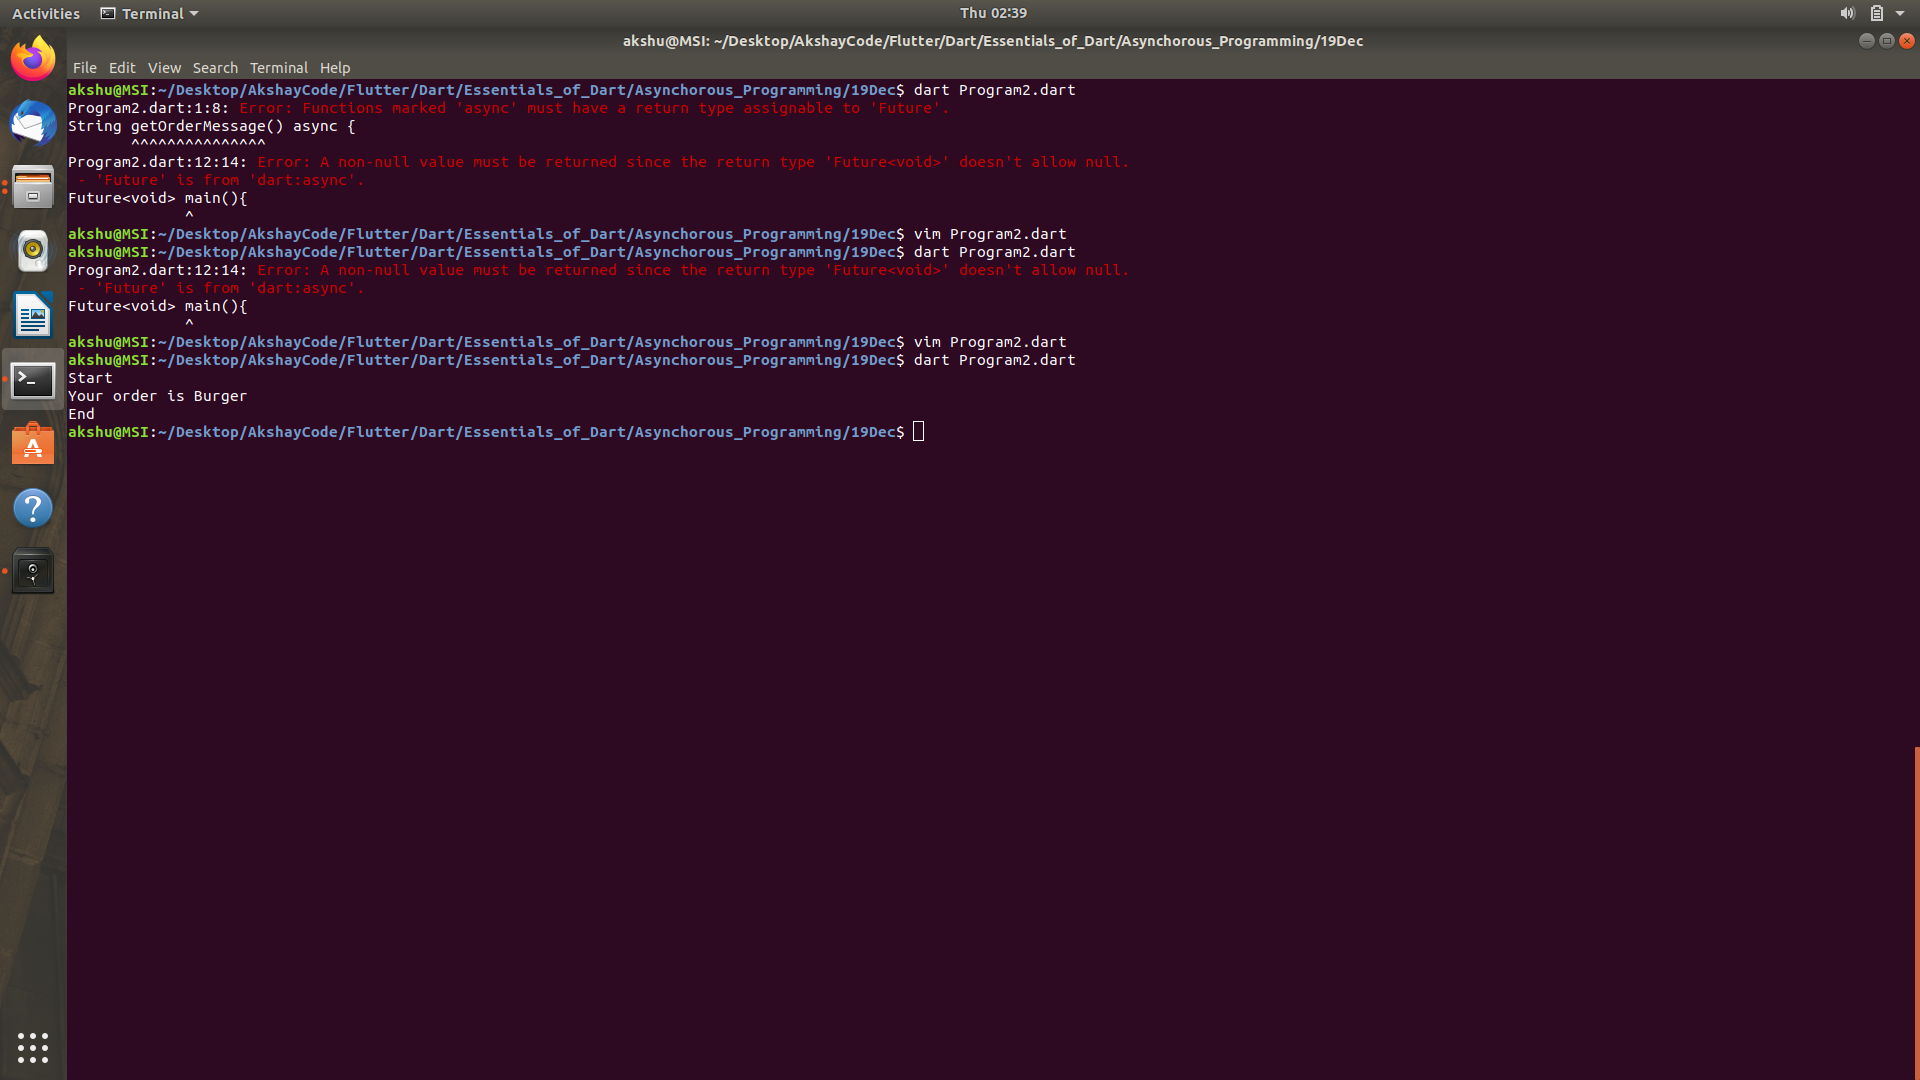 Activities Terminal Thu 02:39
akshu@MSI: ~/Desktop/AkshayCode/Flutter/Dart/Essentials_of_Dart/Asynchorous_Programming/19Dec
File Edit View Search Terminal Help
akshu@MSI:~/Desktop/AkshayCode/Flutter/Dart/Essentials_of_Dart/Asynchorous_Programming/19Dec$ dart Program2.dart
Program2.dart:1:8: Error: Functions marked 'async' must have a return type assignable to 'Future'.
String getOrderMessage() async {
       ^^^^^^^^^^^^^^^
Program2.dart:12:14: Error: A non-null value must be returned since the return type 'Future<void>' doesn't allow null.
 - 'Future' is from 'dart:async'.
Future<void> main(){
             ^
akshu@MSI:~/Desktop/AkshayCode/Flutter/Dart/Essentials_of_Dart/Asynchorous_Programming/19Dec$ vim Program2.dart
akshu@MSI:~/Desktop/AkshayCode/Flutter/Dart/Essentials_of_Dart/Asynchorous_Programming/19Dec$ dart Program2.dart
Program2.dart:12:14: Error: A non-null value must be returned since the return type 'Future<void>' doesn't allow null.
 - 'Future' is from 'dart:async'.
Future<void> main(){
             ^
akshu@MSI:~/Desktop/AkshayCode/Flutter/Dart/Essentials_of_Dart/Asynchorous_Programming/19Dec$ vim Program2.dart
akshu@MSI:~/Desktop/AkshayCode/Flutter/Dart/Essentials_of_Dart/Asynchorous_Programming/19Dec$ dart Program2.dart
Start
Your order is Burger
End
akshu@MSI:~/Desktop/AkshayCode/Flutter/Dart/Essentials_of_Dart/Asynchorous_Programming/19Dec$